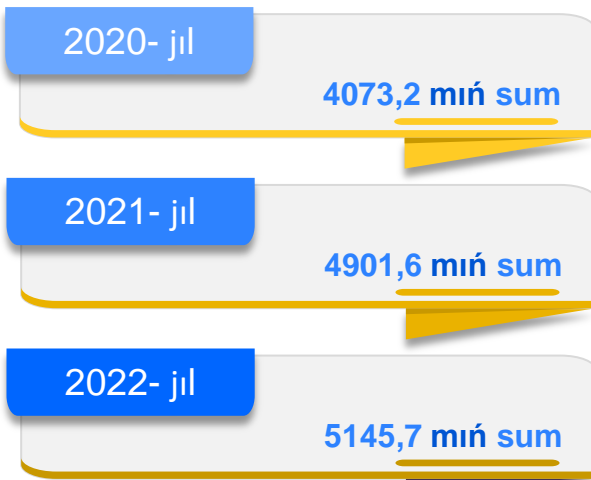 2020- jıl
4073,2 mıń sum
2021- jıl
4901,6 mıń sum
2022- jıl
5145,7 mıń sum